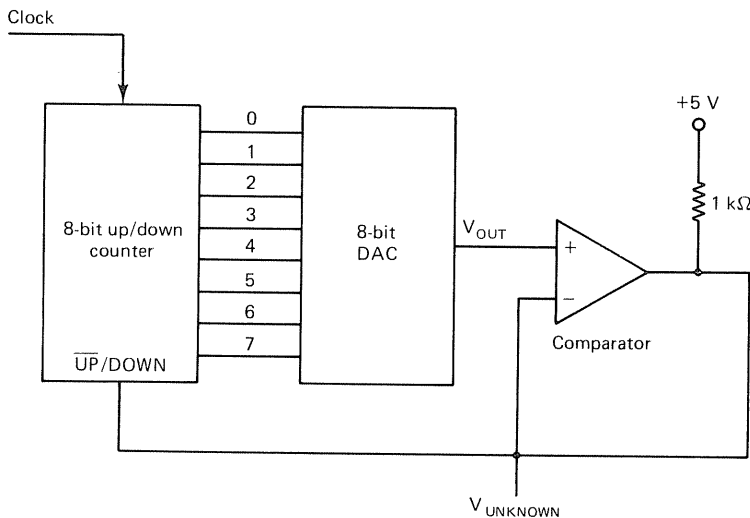 Clock
+5 V
0
1
2
3
4
5
6
7
8-bit up/down
counter
U̅P̅/DOWN
8-bit
DAC
V_OUT
+
−
1 kΩ
Comparator
V_UNKNOWN